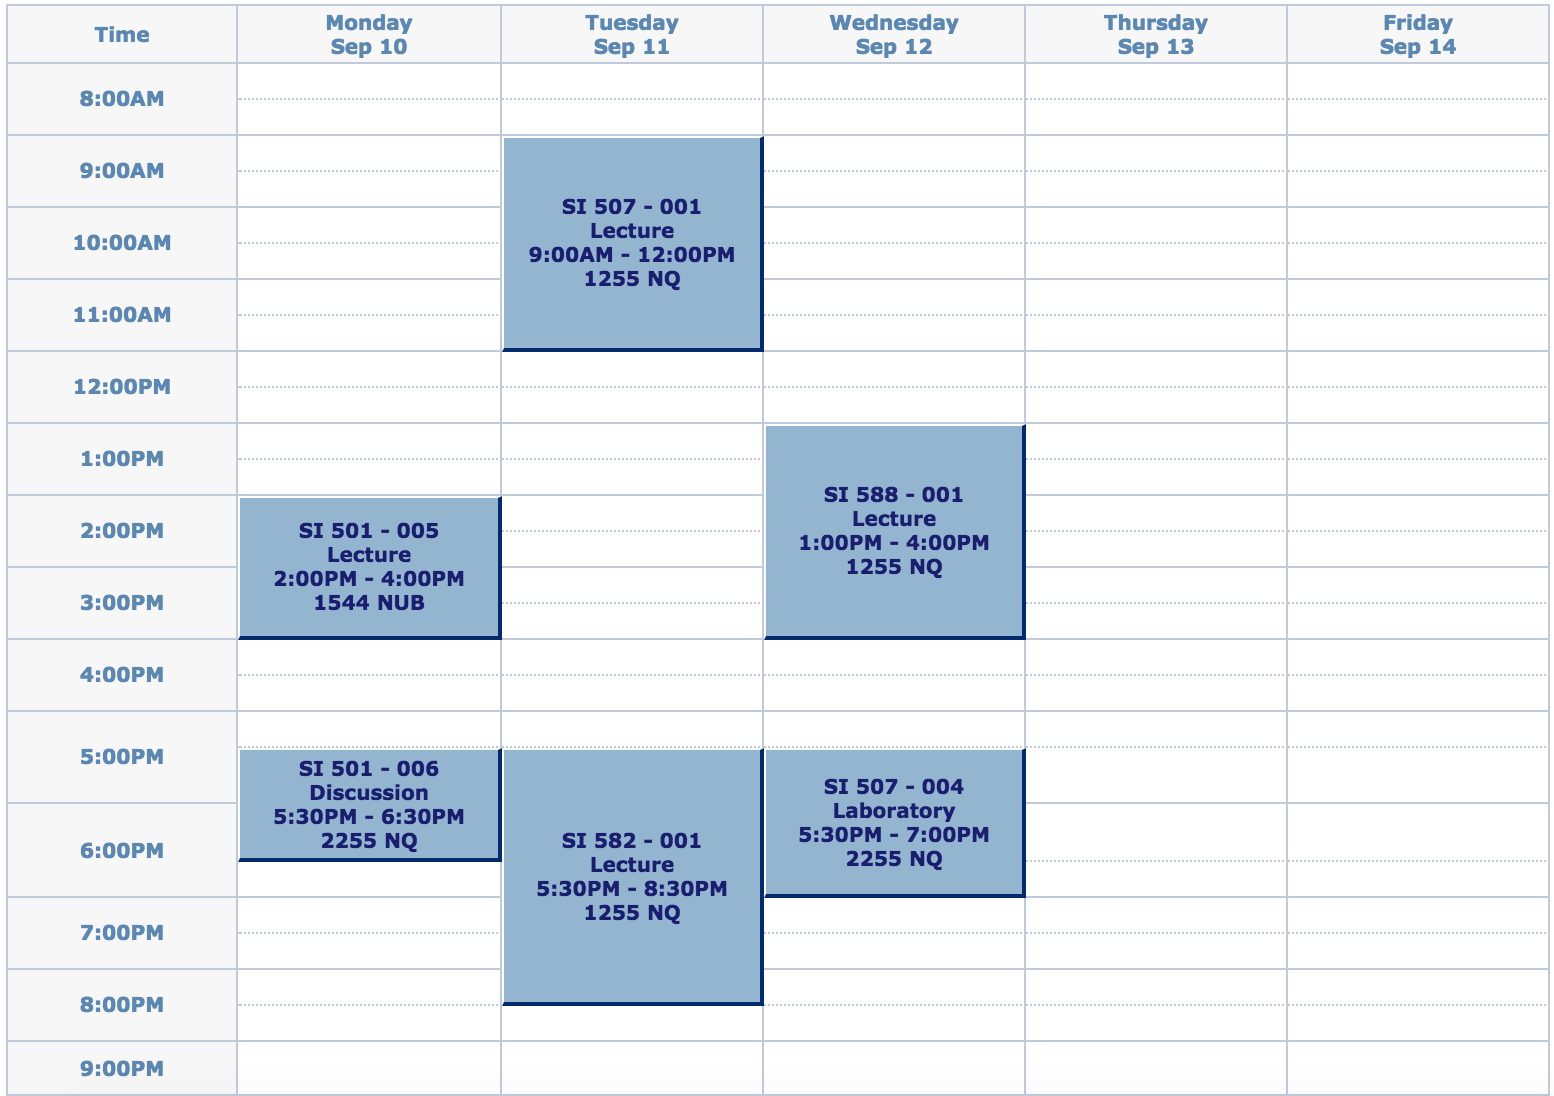 Time
Monday
Sep 10
Tuesday
Sep 11
Wednesday
Sep 12
Thursday
Sep 13
Friday
Sep 14
8:00AM
9:00AM
SI 507 - 001
Lecture
9:00AM - 12:00PM
1255 NQ
10:00AM
11:00AM
12:00PM
1:00PM
SI 588 - 001
Lecture
1:00PM - 4:00PM
1255 NQ
2:00PM
SI 501 - 005
Lecture
2:00PM - 4:00PM
1544 NUB
3:00PM
4:00PM
5:00PM
SI 501 - 006
Discussion
5:30PM - 6:30PM
2255 NQ
SI 582 - 001
Lecture
5:30PM - 8:30PM
1255 NQ
SI 507 - 004
Laboratory
5:30PM - 7:00PM
2255 NQ
6:00PM
7:00PM
8:00PM
9:00PM